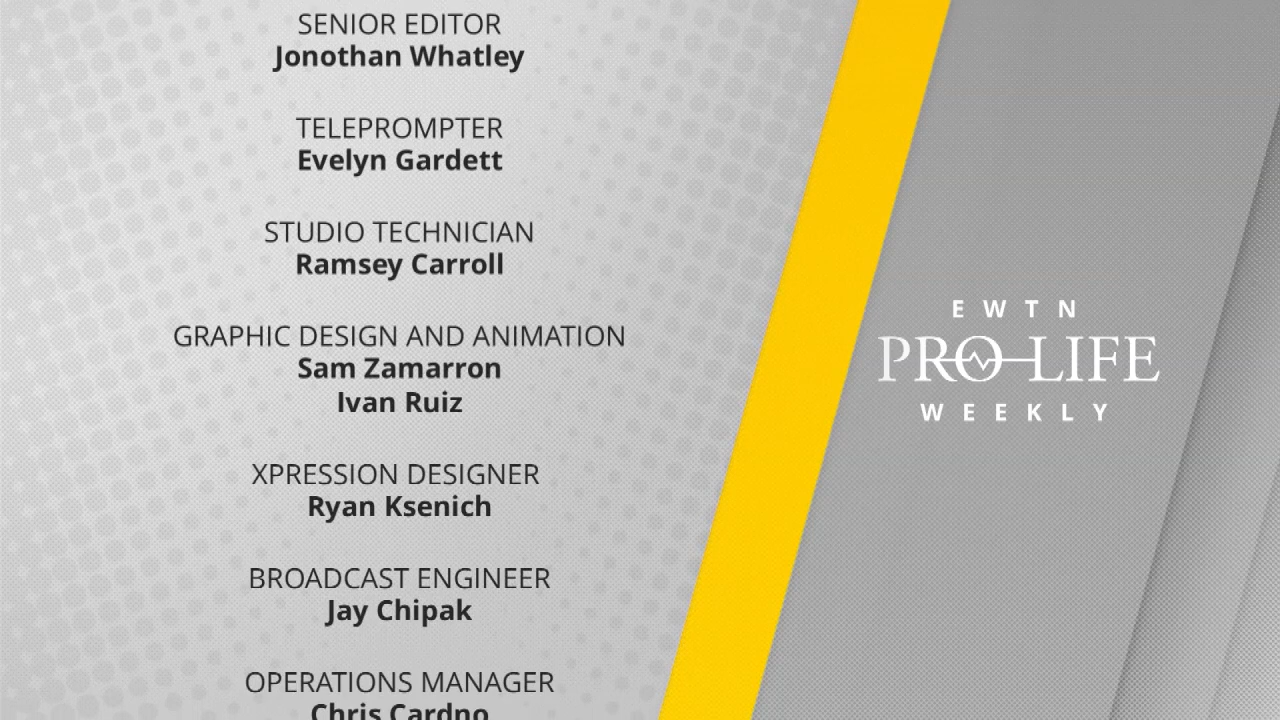 SENIOR EDITOR
Jonothan Whatley
TELEPROMPTER
Evelyn Gardett
STUDIO TECHNICIAN
Ramsey Carroll
GRAPHIC DESIGN AND ANIMATION
Sam Zamarron
Ivan Ruiz
XPRESSION DESIGNER
Ryan Ksenich
BROADCAST ENGINEER
Jay Chipak
OPERATIONS MANAGER
Chris Cardno
EWTN
PRO-LIFE
WEEKLY